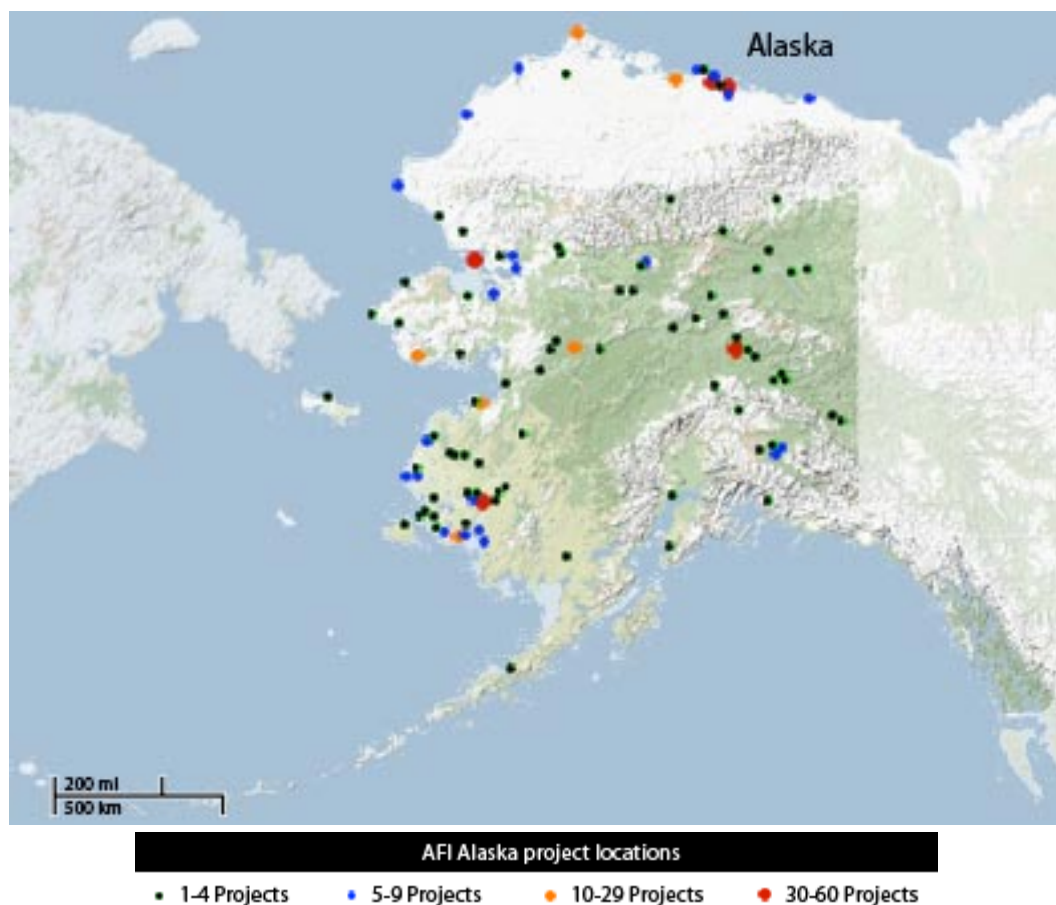 Alaska
200 mi
500 km
AFI Alaska project locations
1-4 Projects 5-9 Projects 10-29 Projects 30-60 Projects